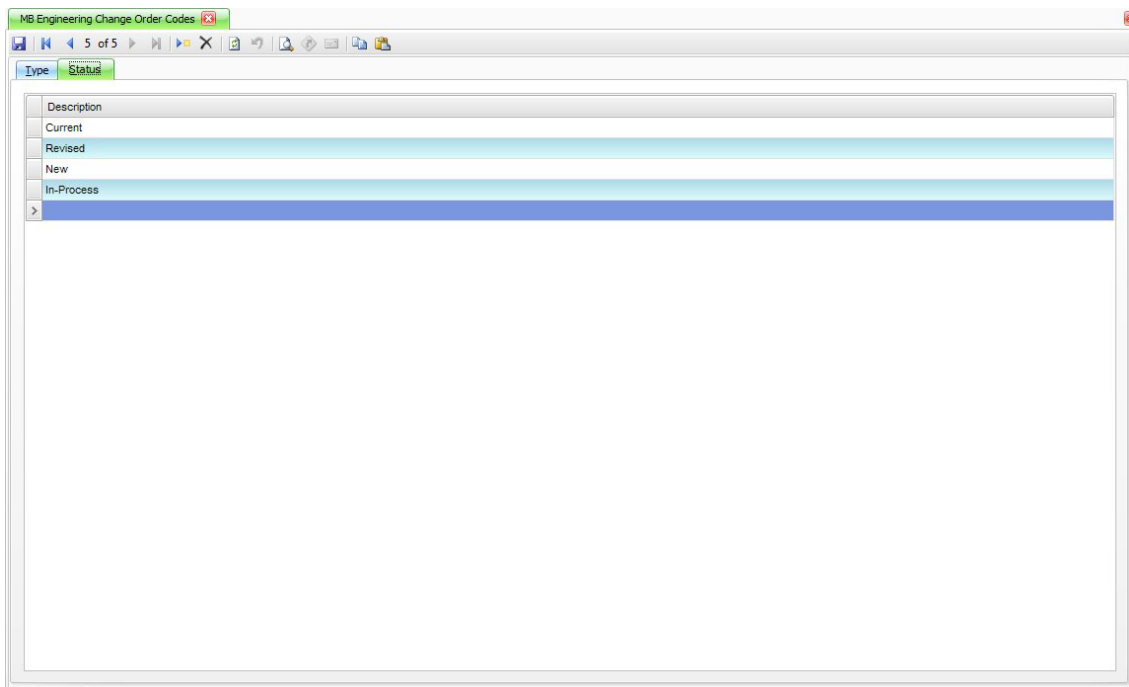 MB Engineering Change Order Codes
5 of 5
Type Status
Description
Current
Revised
New
In-Process